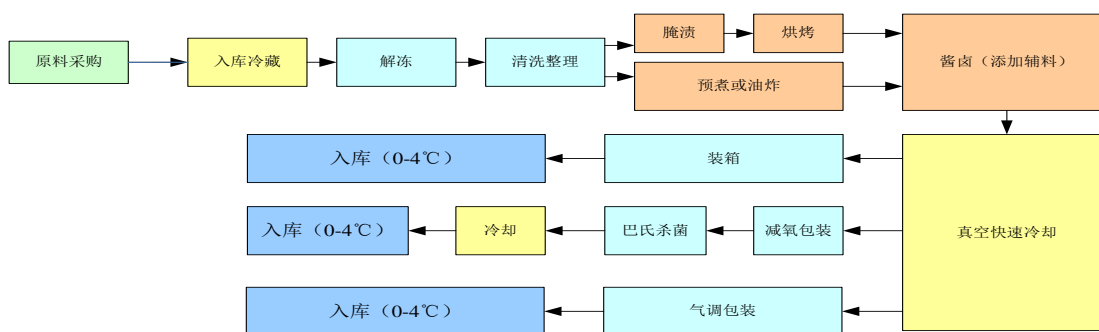 原料采购
入库冷藏
解冻
清洗整理
腌渍
烘烤
预煮或油炸
酱卤（添加辅料）
真空快速冷却
装箱
入库（0-4℃）
减氧包装
巴氏杀菌
冷却
入库（0-4℃）
气调包装
入库（0-4℃）